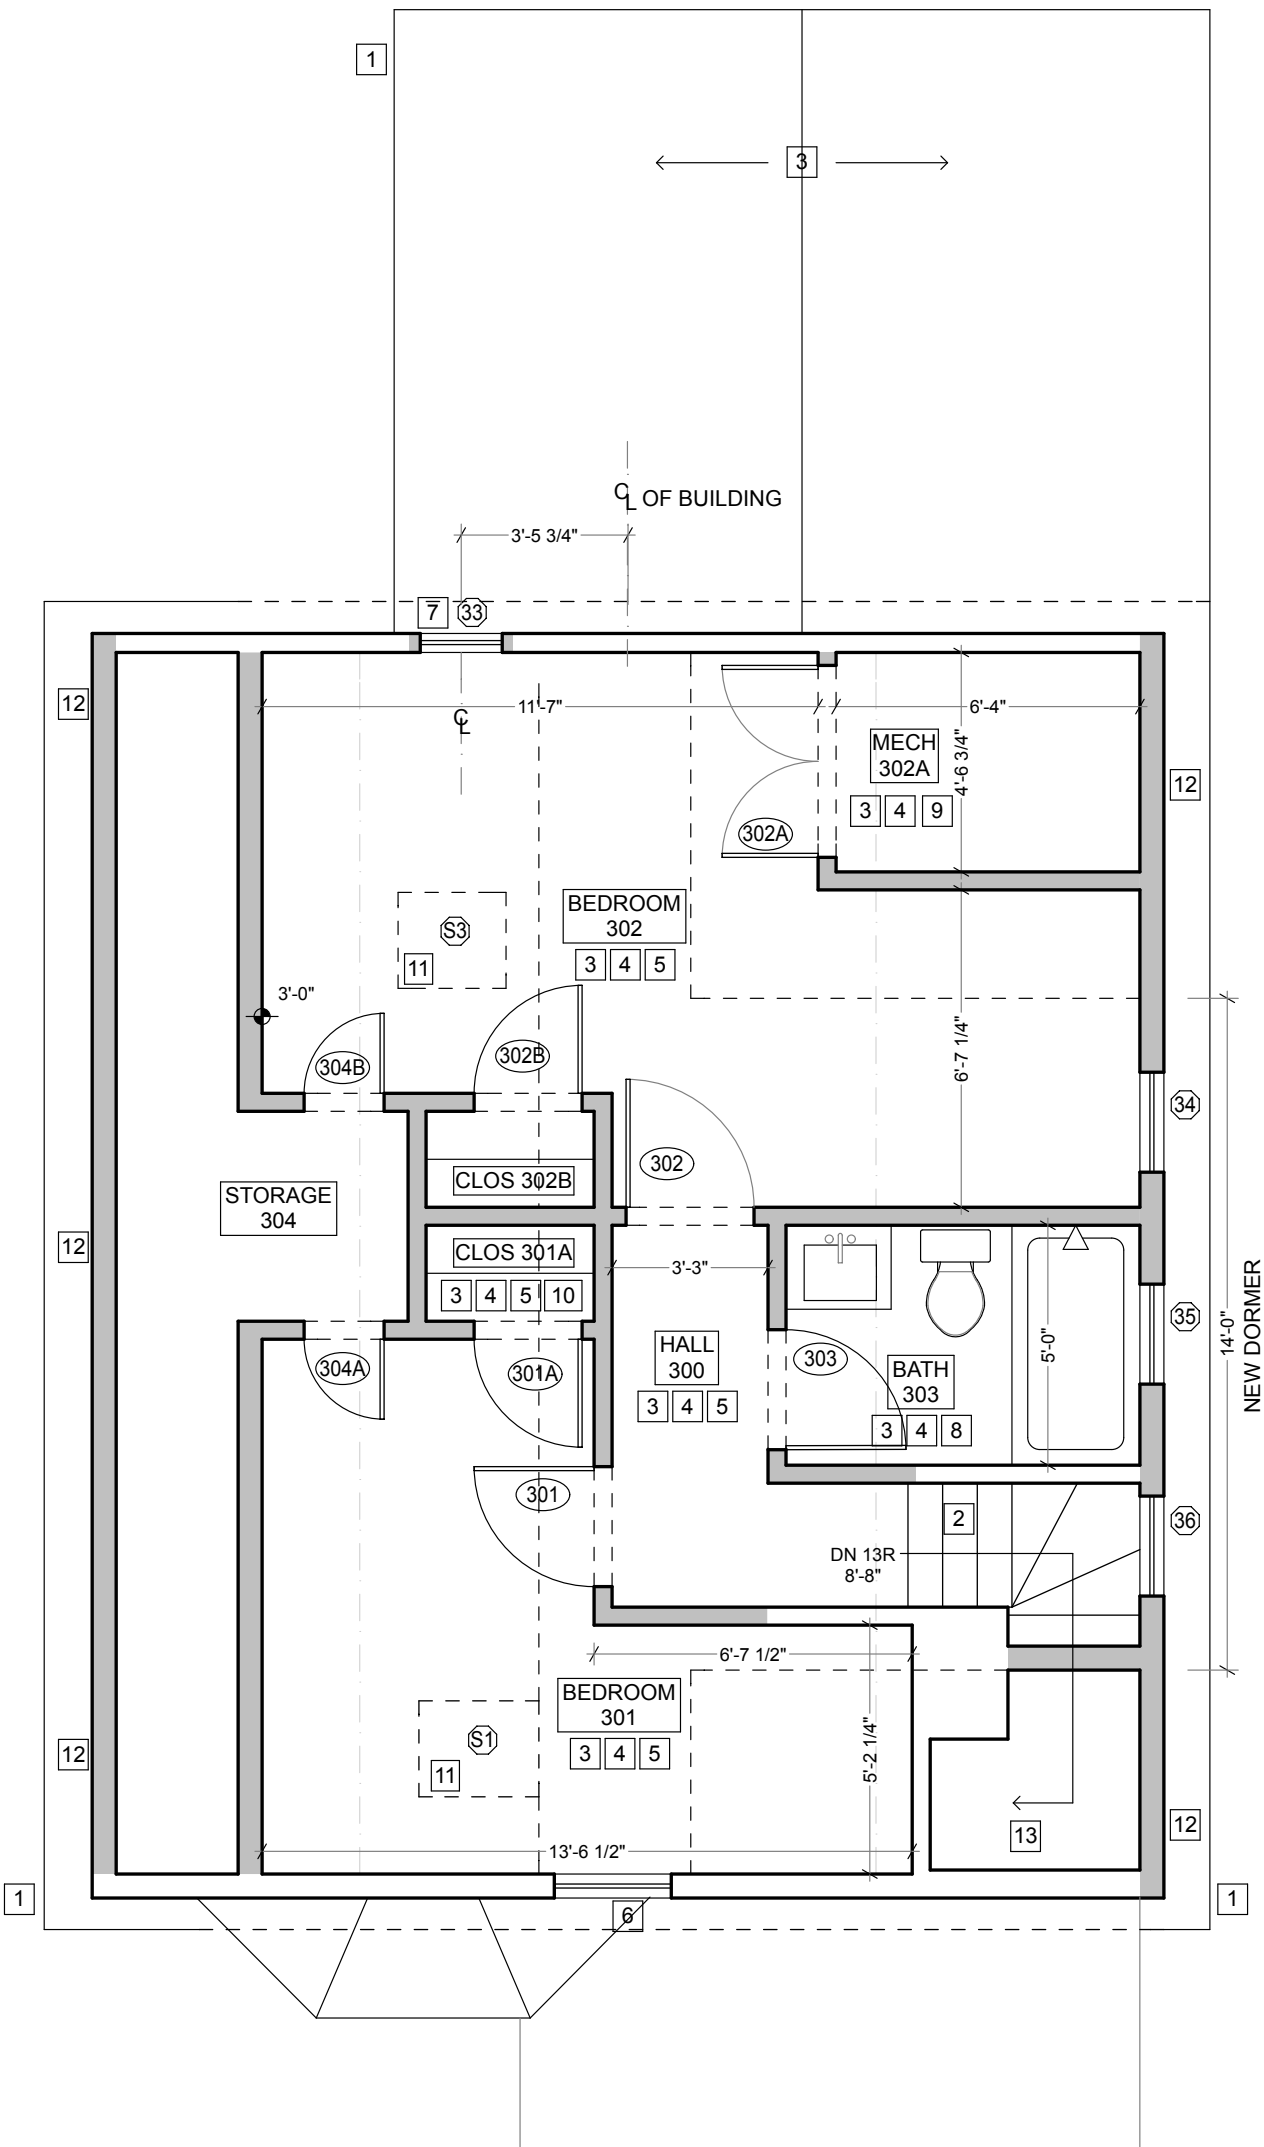 1
3
℄ OF BUILDING
3'-5 3/4"
7
33
12
11'-7"
6'-4"
℄
MECH
302A
4'-6 3/4"
12
3 4 9
302A
BEDROOM
302
3 4 5
S3
11
3'-0"
304B
302B
6'-7 1/4"
34
302
CLOS 302B
STORAGE
304
12
CLOS 301A
3 4 5 10
3'-3"
HALL
300
3 4 5
303
BATH
303
3 4 8
5'-0"
35
14'-0"
NEW DORMER
304A
301A
301
2
36
DN 13R
8'-8"
6'-7 1/2"
BEDROOM
301
3 4 5
S1
11
12
5'-2 1/4"
13
12
13'-6 1/2"
1
6
1